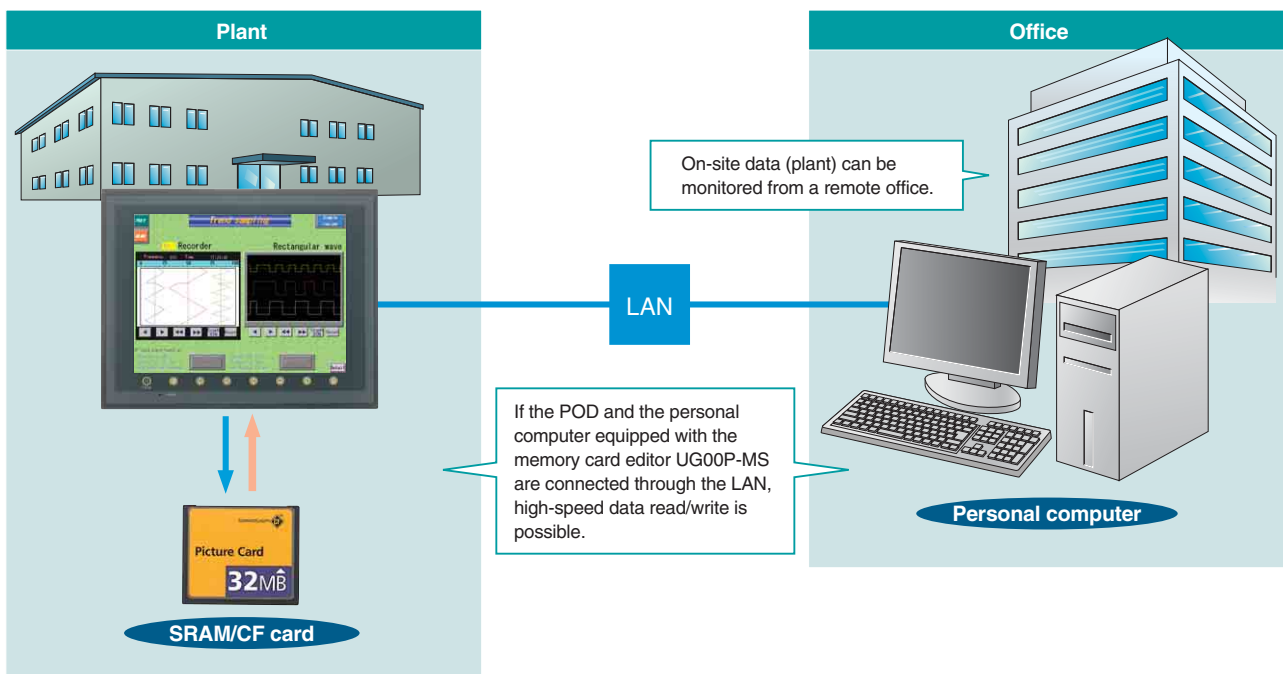 Plant
Office
On-site data (plant) can be
monitored from a remote office.
Trend sampling
Recorder
Rectangular wave
LAN
If the POD and the personal
computer equipped with the
memory card editor UG00P-MS
are connected through the LAN,
high-speed data read/write is
possible.
Picture Card
32MB
Personal computer
SRAM/CF card